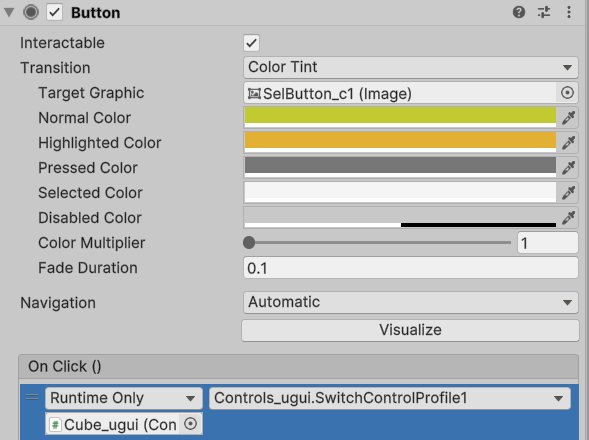 Button
Interactable
Transition Color Tint
Target Graphic SelButton_c1 (Image)
Normal Color
Highlighted Color
Pressed Color
Selected Color
Disabled Color
Color Multiplier 1
Fade Duration 0.1
Navigation Automatic
Visualize
On Click ()
Runtime Only Controls_ugui.SwitchControlProfile1
# Cube_ugui (Con